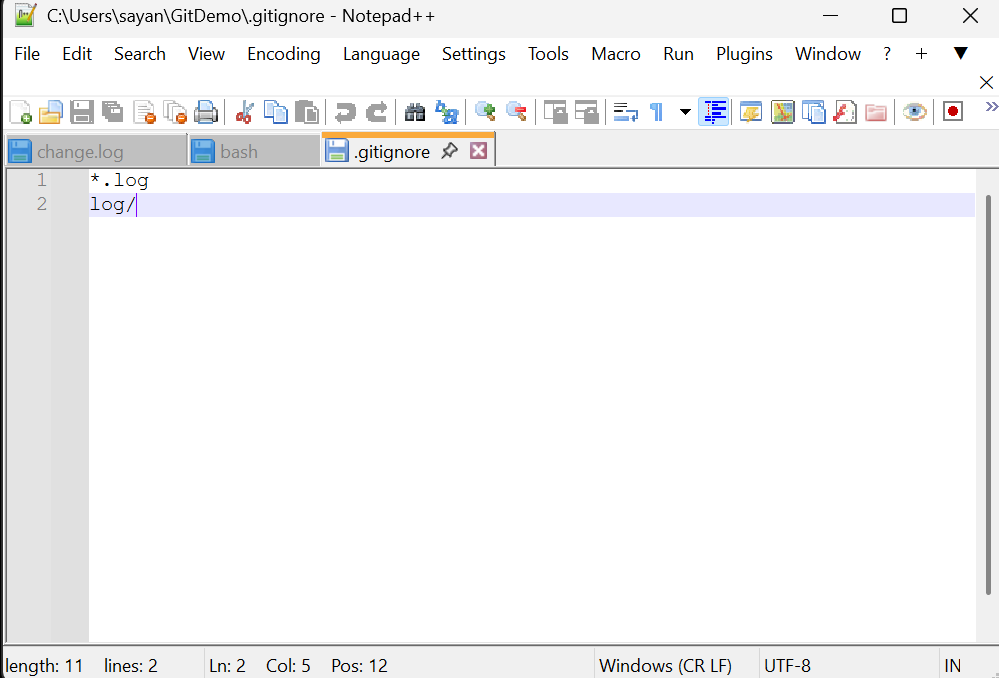 C:\Users\sayan\GitDemo\.gitignore - Notepad++
File Edit Search View Encoding Language Settings Tools Macro Run Plugins Window ? + ▼
change.log bash .gitignore
1 *.log
2 log/
length: 11 lines: 2 Ln: 2 Col: 5 Pos: 12 Windows (CR LF) UTF-8 IN